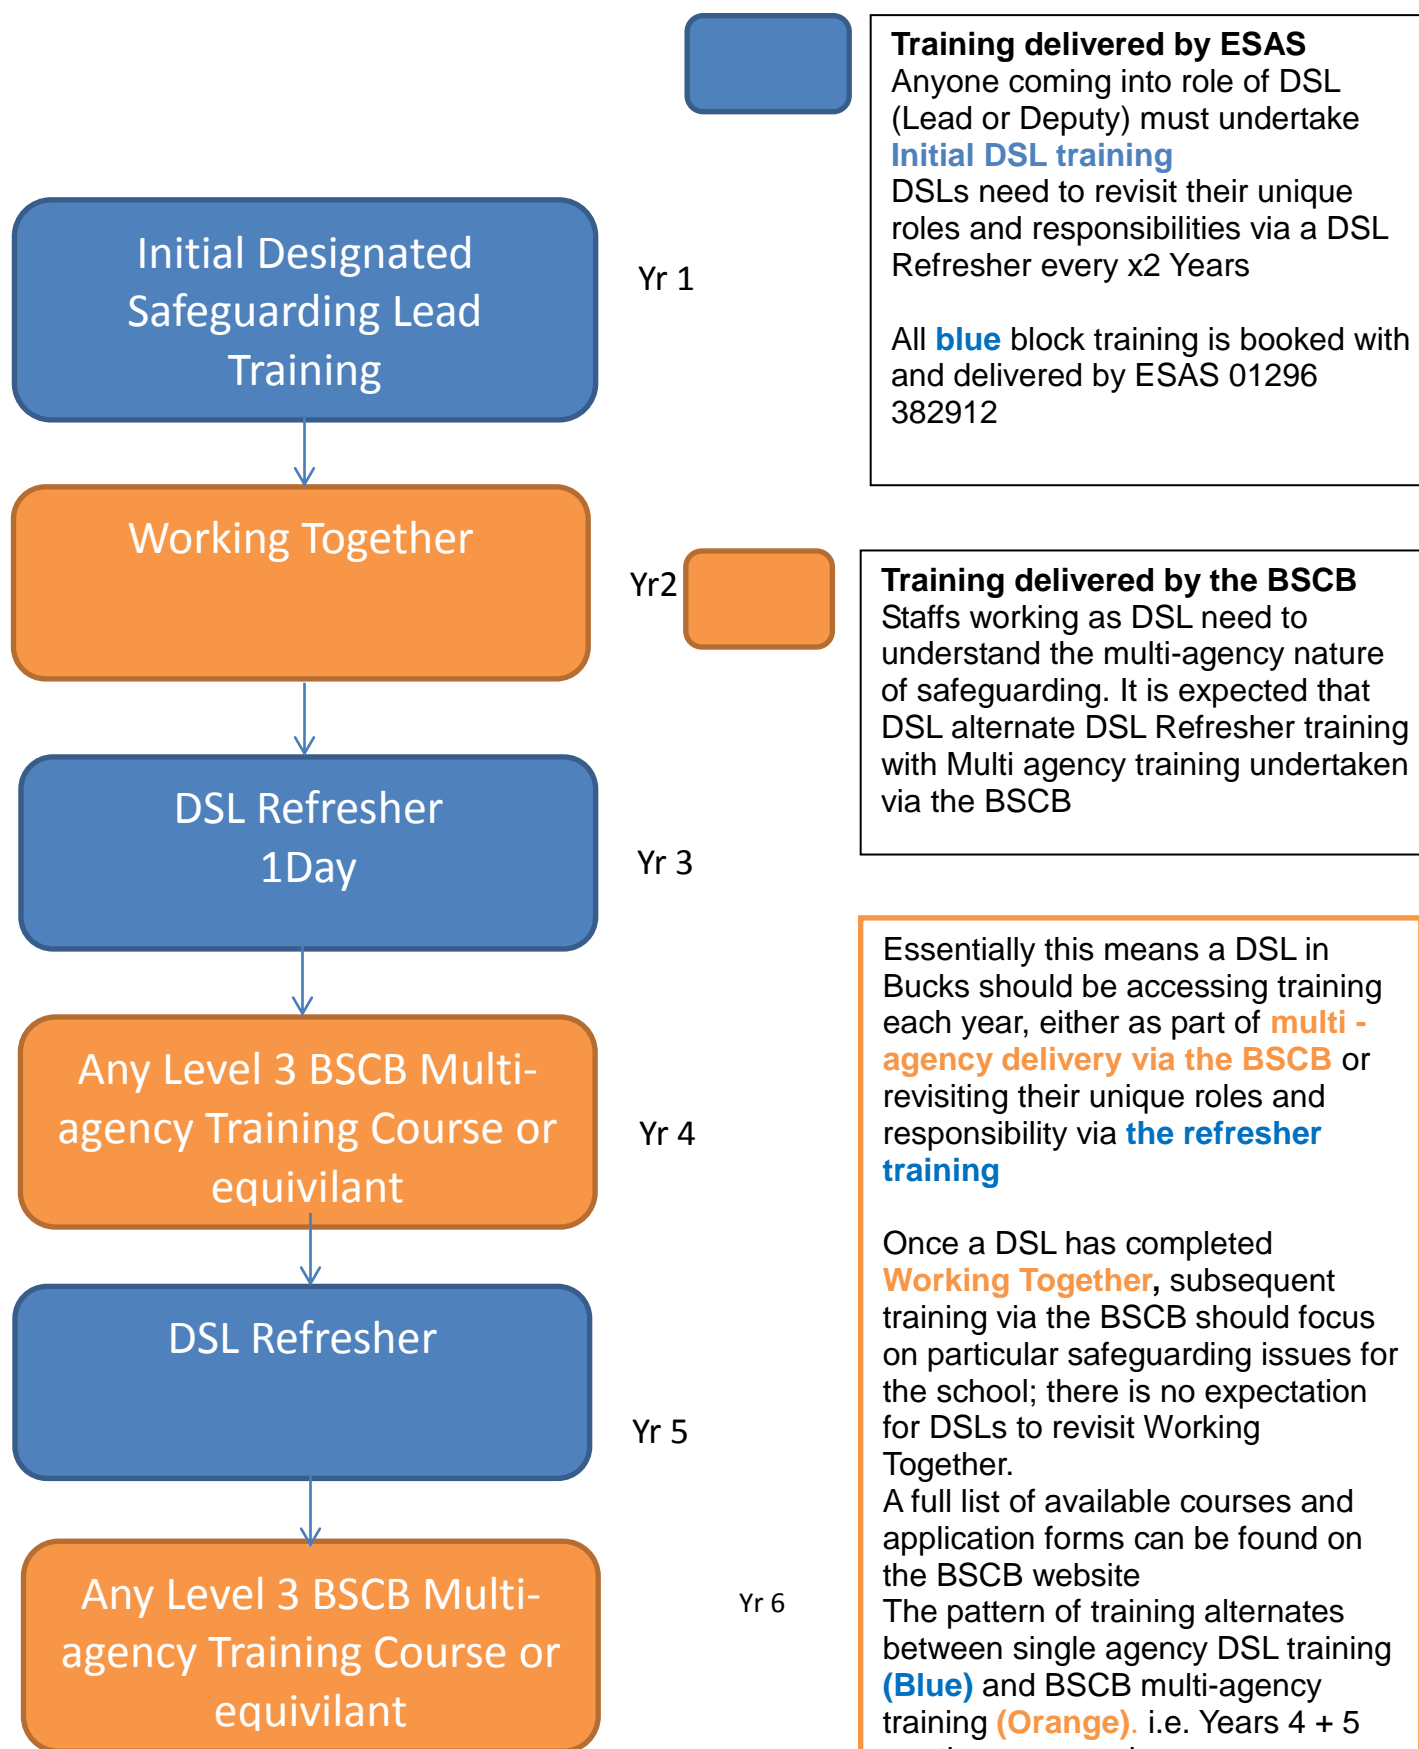 Initial Designated
Safeguarding Lead
Training
Yr 1
Working Together
Yr2
DSL Refresher
1Day
Yr 3
Any Level 3 BSCB Multi-
agency Training Course or
equivilant
Yr 4
DSL Refresher
Yr 5
Any Level 3 BSCB Multi-
agency Training Course or
equivilant
Yr 6
Training delivered by ESAS
Anyone coming into role of DSL
(Lead or Deputy) must undertake
Initial DSL training
DSLs need to revisit their unique
roles and responsibilities via a DSL
Refresher every x2 Years
All blue block training is booked with
and delivered by ESAS 01296
382912
Training delivered by the BSCB
Staffs working as DSL need to
understand the multi-agency nature
of safeguarding. It is expected that
DSL alternate DSL Refresher training
with Multi agency training undertaken
via the BSCB
Essentially this means a DSL in
Bucks should be accessing training
each year, either as part of multi -
agency delivery via the BSCB or
revisiting their unique roles and
responsibility via the refresher
training
Once a DSL has completed
Working Together, subsequent
training via the BSCB should focus
on particular safeguarding issues for
the school; there is no expectation
for DSLs to revisit Working
Together.
A full list of available courses and
application forms can be found on
the BSCB website
The pattern of training alternates
between single agency DSL training
(Blue) and BSCB multi-agency
training (Orange). i.e. Years 4 + 5